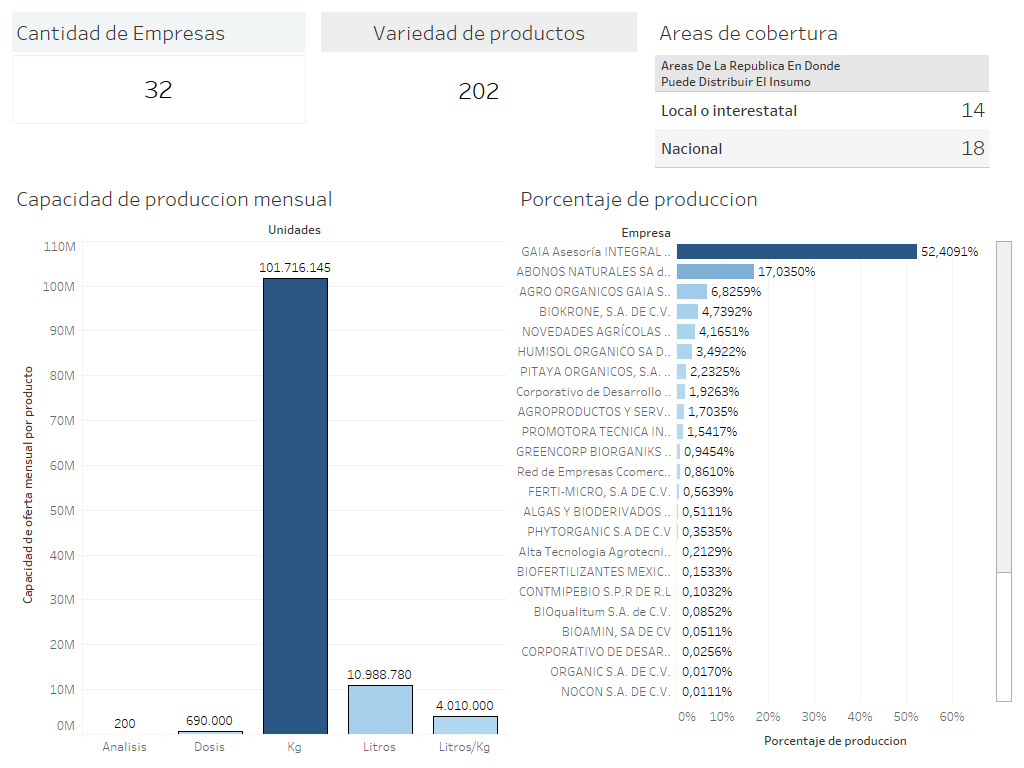 Cantidad de Empresas
32
Variedad de productos
202
Areas de cobertura
Areas De La Republica En Donde
Puede Distribuir El Insumo
Local o interestatal 14
Nacional 18
Capacidad de produccion mensual
Unidades
Capacidad de oferta mensual por producto
110M
100M
90M
80M
70M
60M
50M
40M
30M
20M
10M
0M
200
690.000
101.716.145
10.988.780
4.010.000
Analisis
Dosis
Kg
Litros
Litros/Kg
Porcentaje de produccion
Empresa
GAIA Asesoría INTEGRAL .. 52,4091%
ABONOS NATURALES SA d.. 17,0350%
AGRO ORGANICOS GAIA S.. 6,8259%
BIOKRONE, S.A. DE C.V. 4,7392%
NOVEDADES AGRÍCOLAS .. 4,1651%
HUMISOL ORGANICO SA D.. 3,4922%
PITAYA ORGANICOS, S.A. .. 2,2325%
Corporativo de Desarrollo .. 1,9263%
AGROPRODUCTOS Y SERV.. 1,7035%
PROMOTORA TECNICA IN.. 1,5417%
GREENCORP BIORGANIKS .. 0,9454%
Red de Empresas Ccomerc.. 0,8610%
FERTI-MICRO, S.A DE C.V. 0,5639%
ALGAS Y BIODERIVADOS .. 0,5111%
PHYTORGANIC S.A DE C.V 0,3535%
Alta Tecnologia Agrotecni.. 0,2129%
BIOFERTILIZANTES MEXIC.. 0,1533%
CONTMIPEBIO S.P.R DE R.L 0,1032%
BIOqualitum S.A. de C.V. 0,0852%
BIOAMIN, SA DE CV 0,0511%
CORPORATIVO DE DESAR.. 0,0256%
ORGANIC S.A. DE C.V. 0,0170%
NOCON S.A. DE C.V. 0,0111%
0% 10% 20% 30% 40% 50% 60%
Porcentaje de produccion